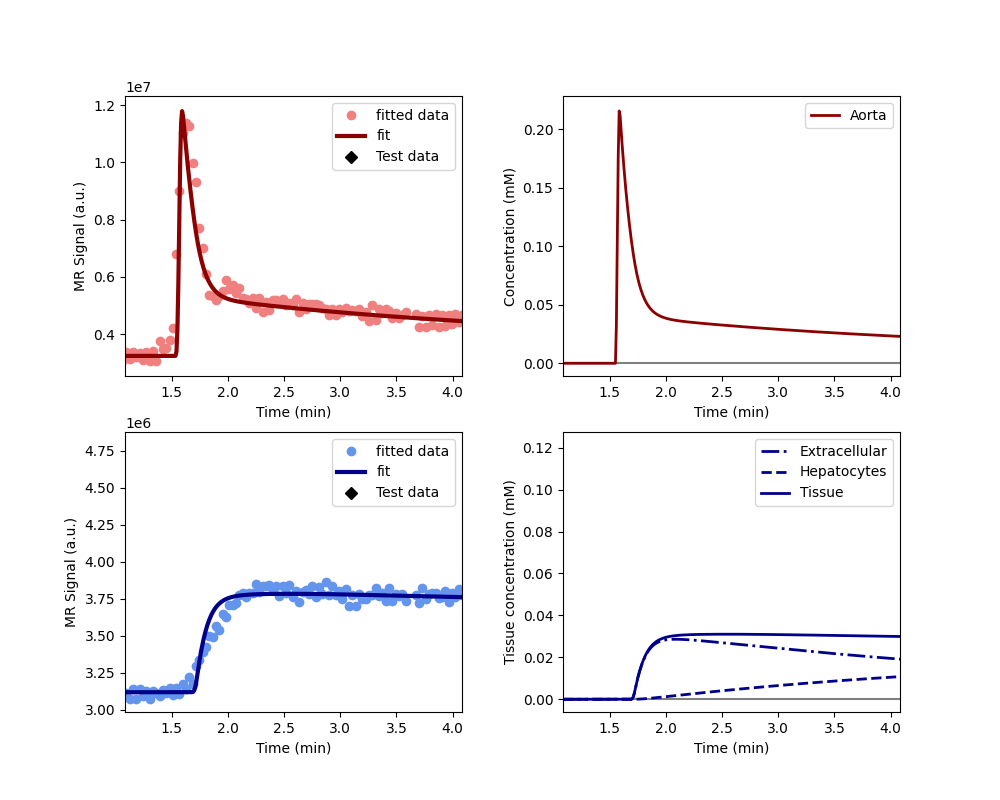 1e7
1.2
1.0
0.8
0.6
0.4
MR Signal (a.u.)
1.5 2.0 2.5 3.0 3.5 4.0
Time (min)
fitted data
fit
Test data
0.20
0.15
0.10
0.05
0.00
Concentration (mM)
1.5 2.0 2.5 3.0 3.5 4.0
Time (min)
Aorta
1e6
4.75
4.50
4.25
4.00
3.75
3.50
3.25
3.00
MR Signal (a.u.)
1.5 2.0 2.5 3.0 3.5 4.0
Time (min)
fitted data
fit
Test data
0.12
0.10
0.08
0.06
0.04
0.02
0.00
Tissue concentration (mM)
1.5 2.0 2.5 3.0 3.5 4.0
Time (min)
Extracellular
Hepatocytes
Tissue